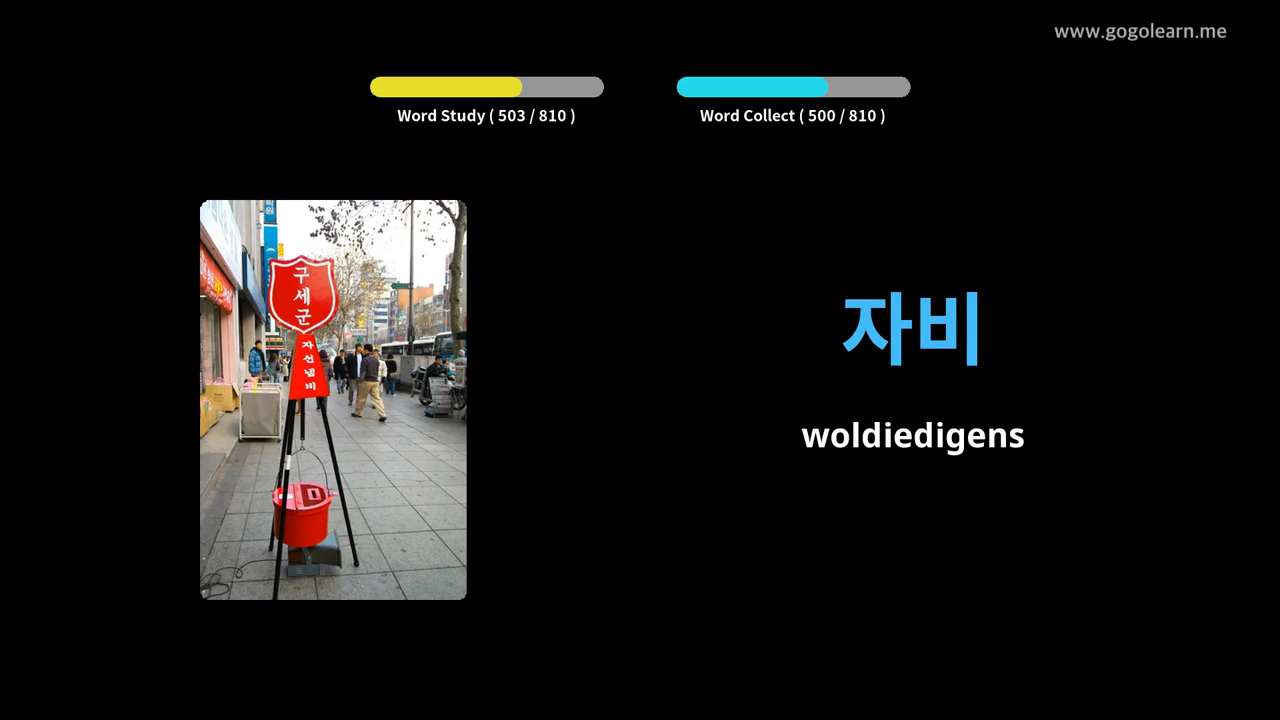 www.gogolearn.me
Word Study ( 503 / 810 )
Word Collect ( 500 / 810 )
구세군
자선냄비
자비
woldiedigens